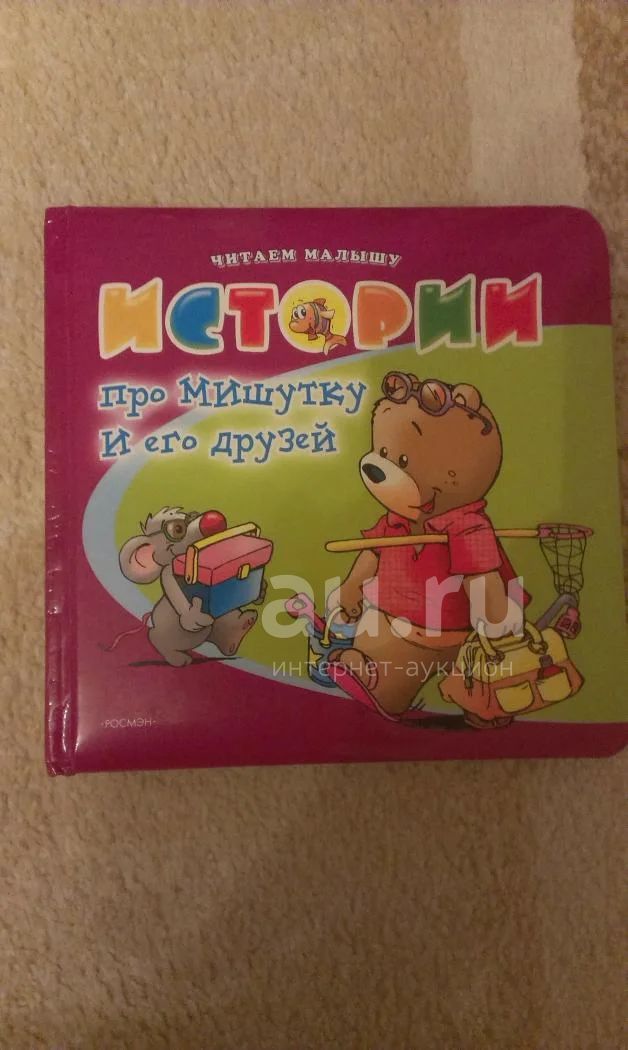 ЧИТАЕМ МАЛЫШУ
ИСТОРИИ
про Мишутку
и его друзей
au.ru
интернет-аукцион
·РОСМЭН·